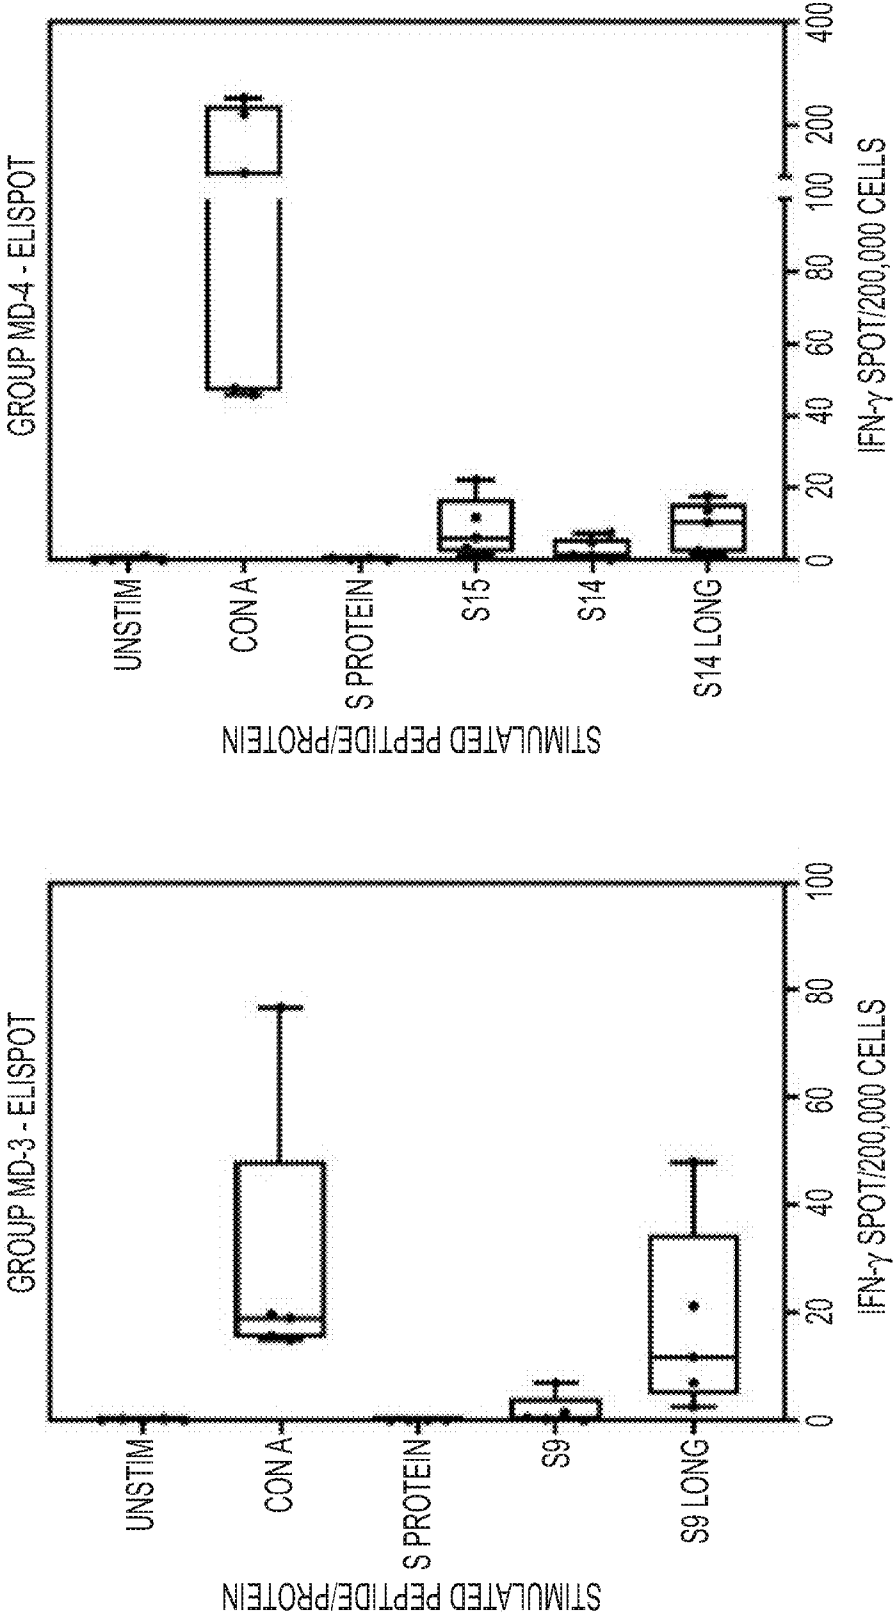 GROUP MD-3 - ELISPOT
STIMULATED PEPTIDE/PROTEIN
UNSTIM
CON A
S PROTEIN
S9
S9 LONG
0
20
40
60
80
100
IFN-γ SPOT/200,000 CELLS
GROUP MD-4 - ELISPOT
STIMULATED PEPTIDE/PROTEIN
UNSTIM
CON A
S PROTEIN
S15
S14
S14 LONG
0
20
40
60
80
100
200
400
IFN-γ SPOT/200,000 CELLS